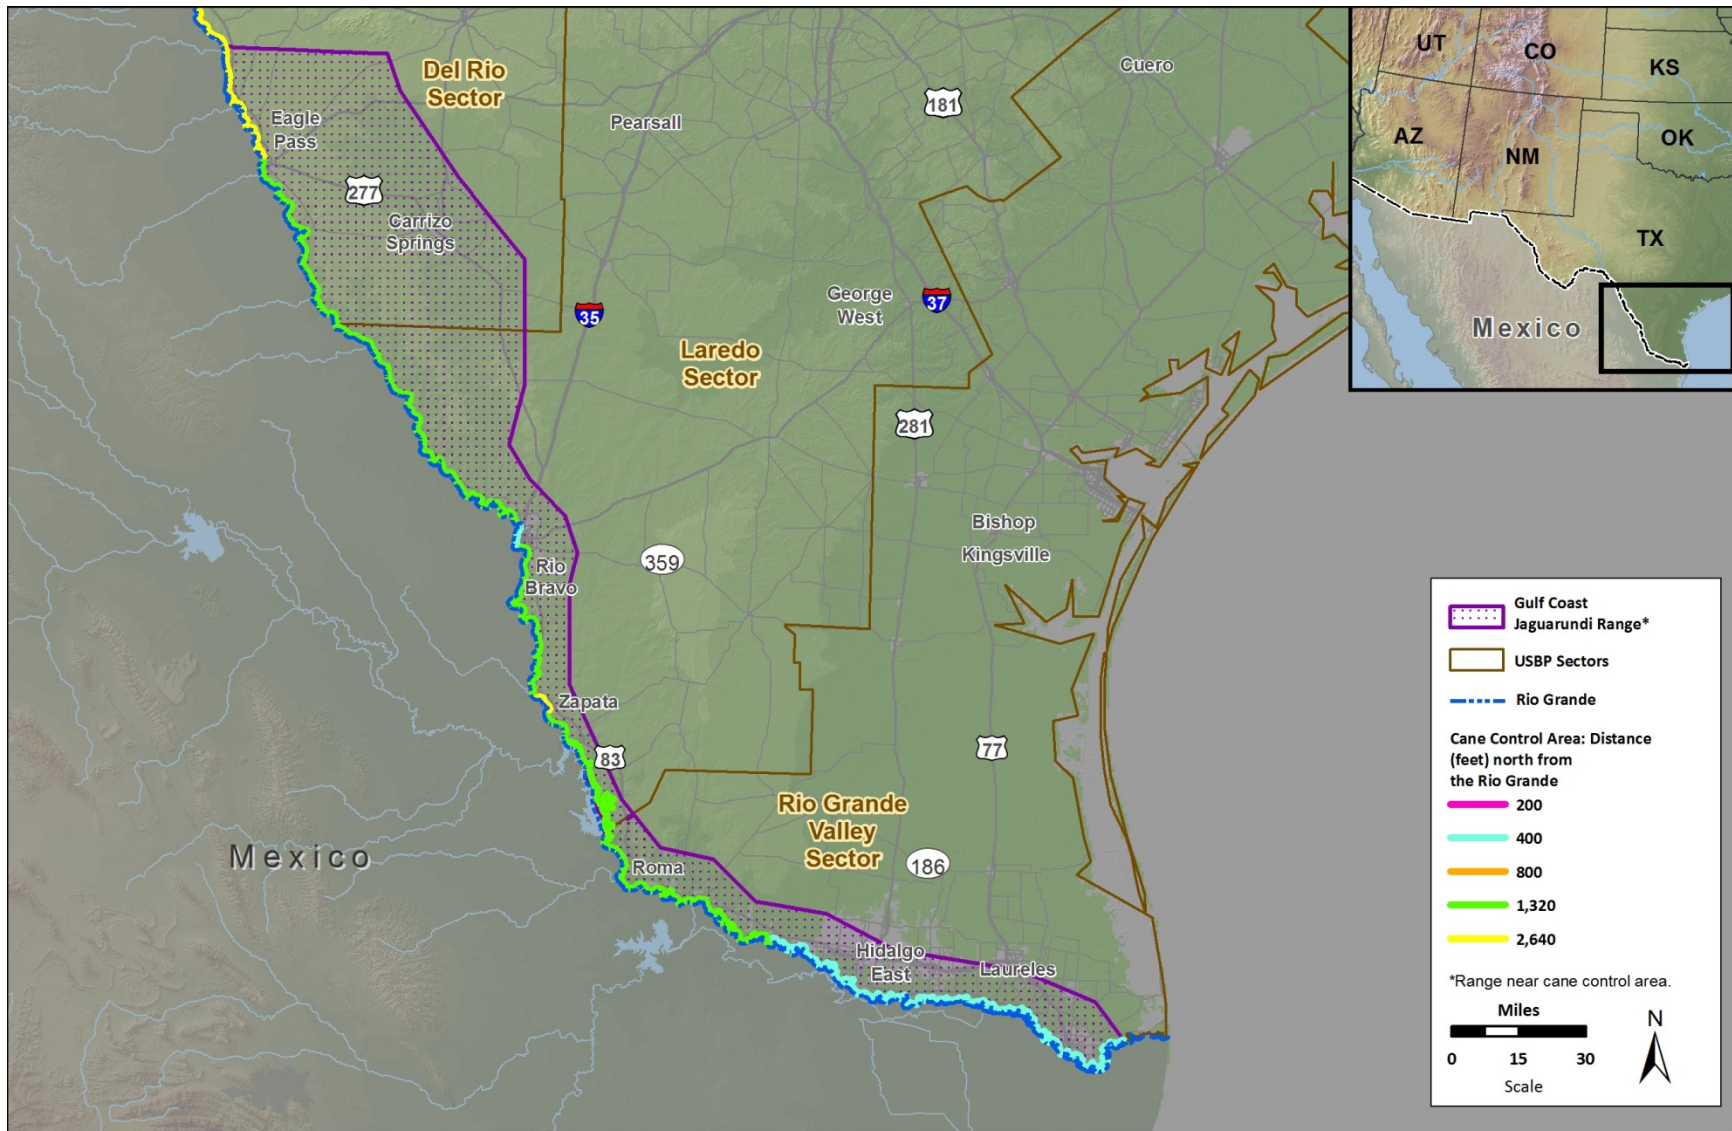 Del Rio
Sector
Eagle
Pass
277
Carrizo
Springs
Pearsall
181
Cuero
35
George
West
37
Laredo
Sector
281
Bishop
Kingsville
359
Rio
Bravo
Zapata
83
77
Rio Grande
Valley
Sector
186
Roma
Mexico
Hidalgo
East
Laureles
UT
CO
KS
AZ
NM
OK
TX
Mexico
Gulf Coast
Jaguarundi Range*
USBP Sectors
Rio Grande
Cane Control Area: Distance
(feet) north from
the Rio Grande
200
400
800
1,320
2,640
*Range near cane control area.
Miles
0 15 30
Scale
N